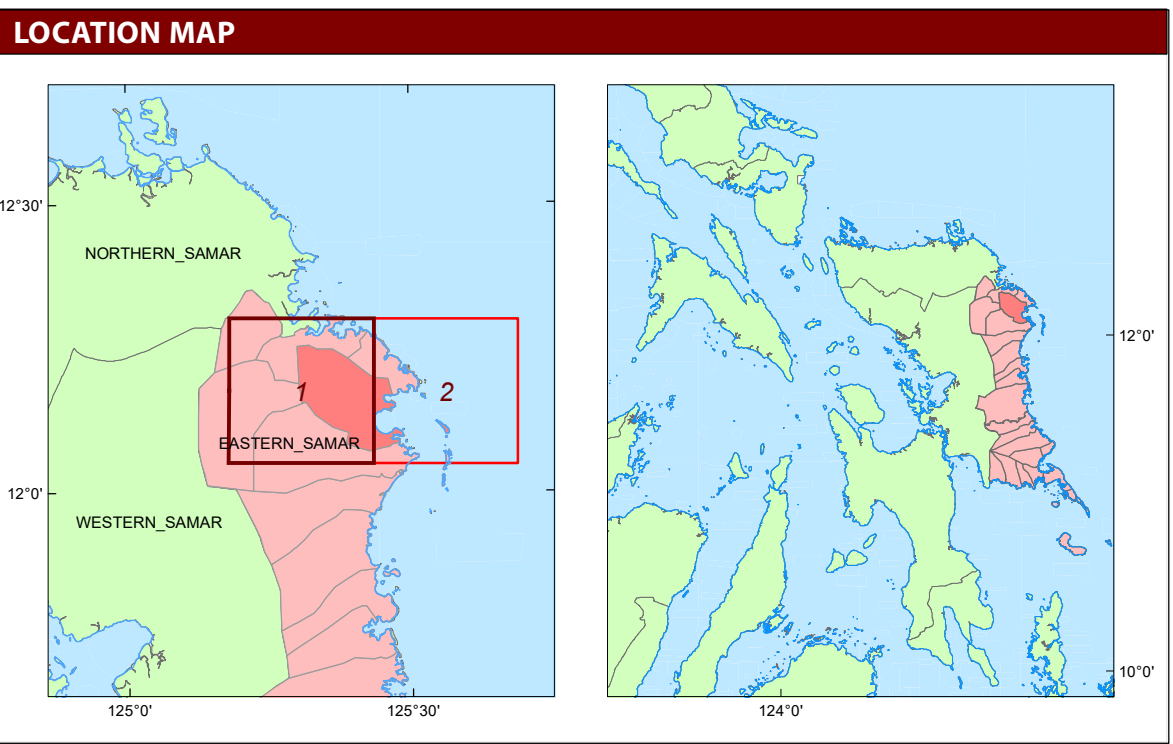 LOCATION MAP
12°30'
NORTHERN_SAMAR
1
2
EASTERN_SAMAR
12°0'
WESTERN_SAMAR
125°0'
125°30'
12°0'
10°0'
124°0'